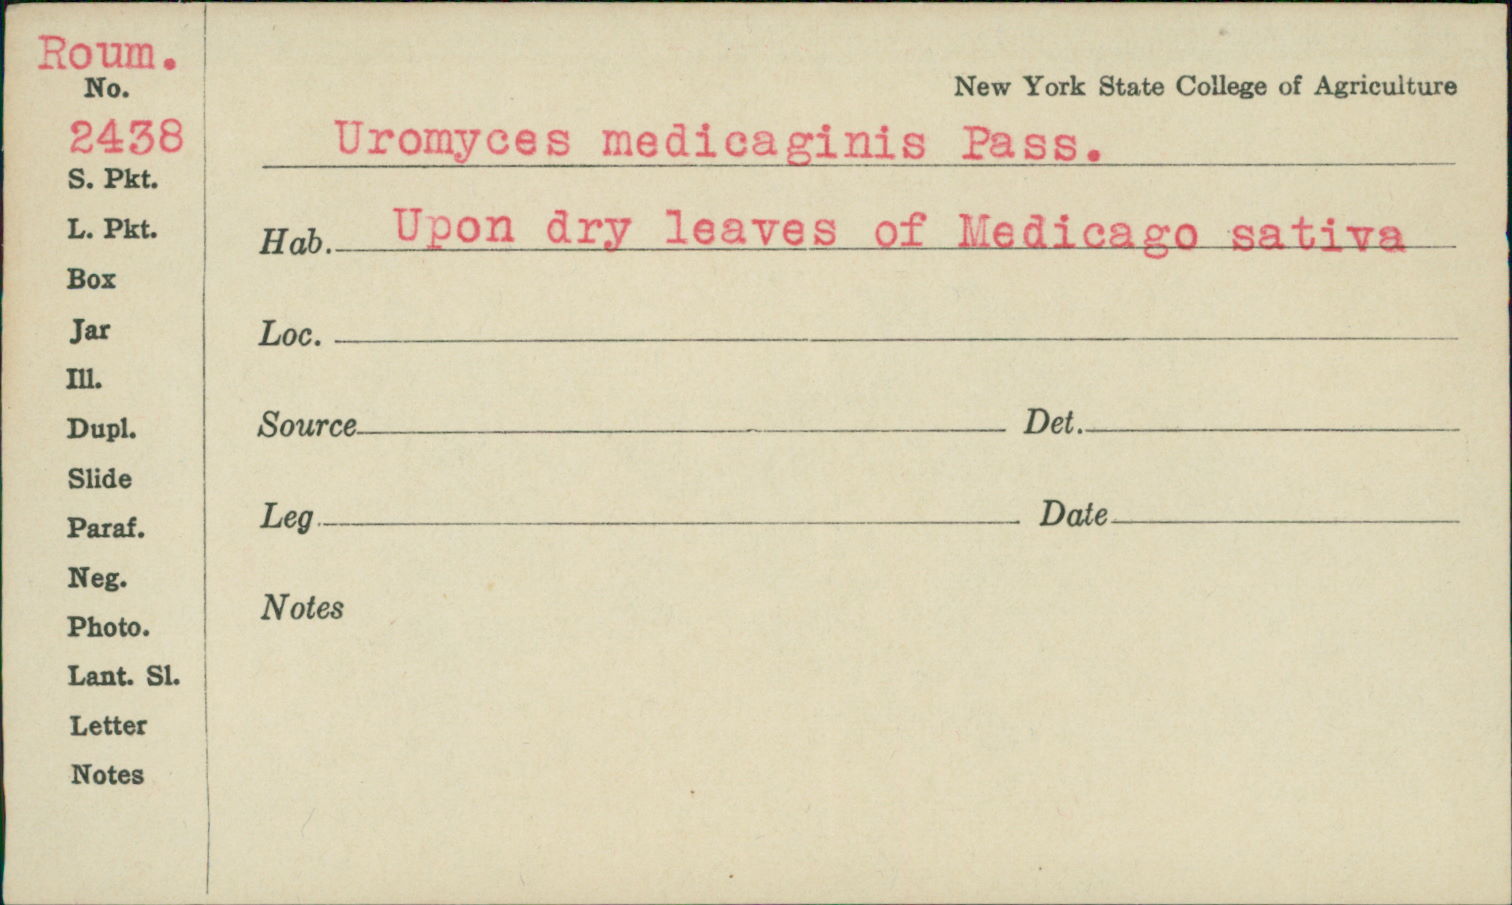 Roum.
No.
2438
S. Pkt.
L. Pkt.
Box
Jar
Ill.
Dupl.
Slide
Paraf.
Neg.
Photo.
Lant. Sl.
Letter
Notes
New York State College of Agriculture
Uromyces medicaginis Pass.
Hab. Upon dry leaves of Medicago sativa
Loc.
Source Det.
Leg Date
Notes